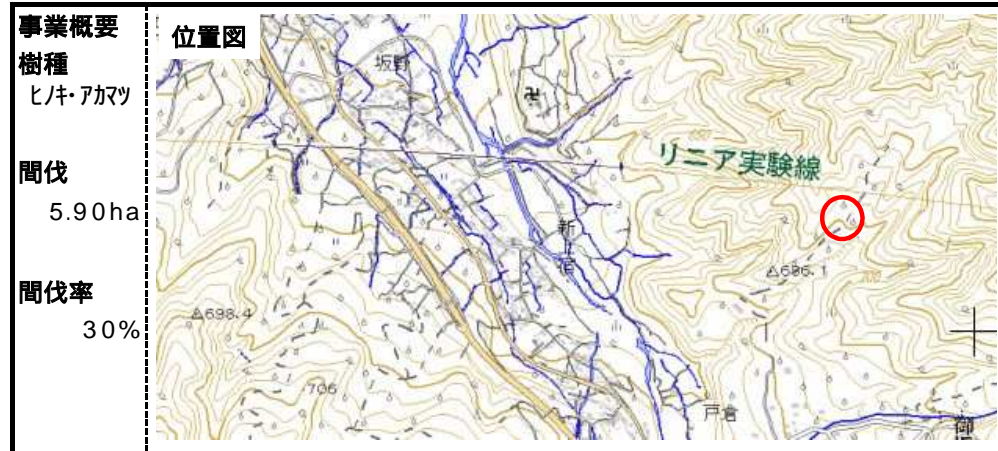 事業概要
樹種
ヒノキ・アカマツ
間伐
5.90ha
間伐率
30%
位置図
坂野
リニア実験線
新宿
△686.1
△698.4
706
戸倉
御